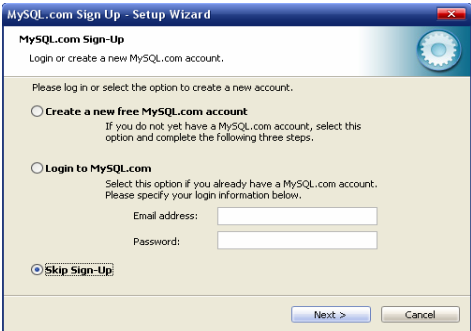 MySQL.com Sign Up - Setup Wizard
MySQL.com Sign-Up
Login or create a new MySQL.com account.
Please log in or select the option to create a new account.
Create a new free MySQL.com account
If you do not yet have a MySQL.com account, select this
option and complete the following three steps.
Login to MySQL.com
Select this option if you already have a MySQL.com account.
Please specify your login information below.
Email address:
Password:
Skip Sign-Up
Next >
Cancel